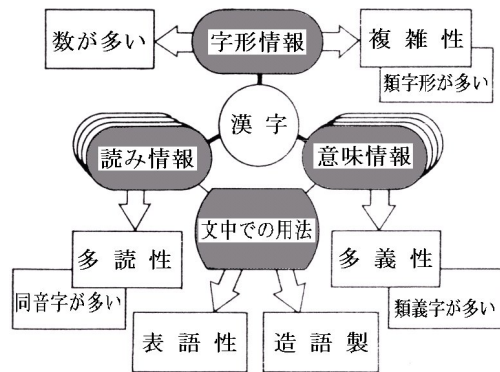 数が多い
字形情報
複雑性
類字形が多い
漢字
読み情報
意味情報
文中での用法
多読性
同音字が多い
多義性
類義字が多い
表語性
造語製